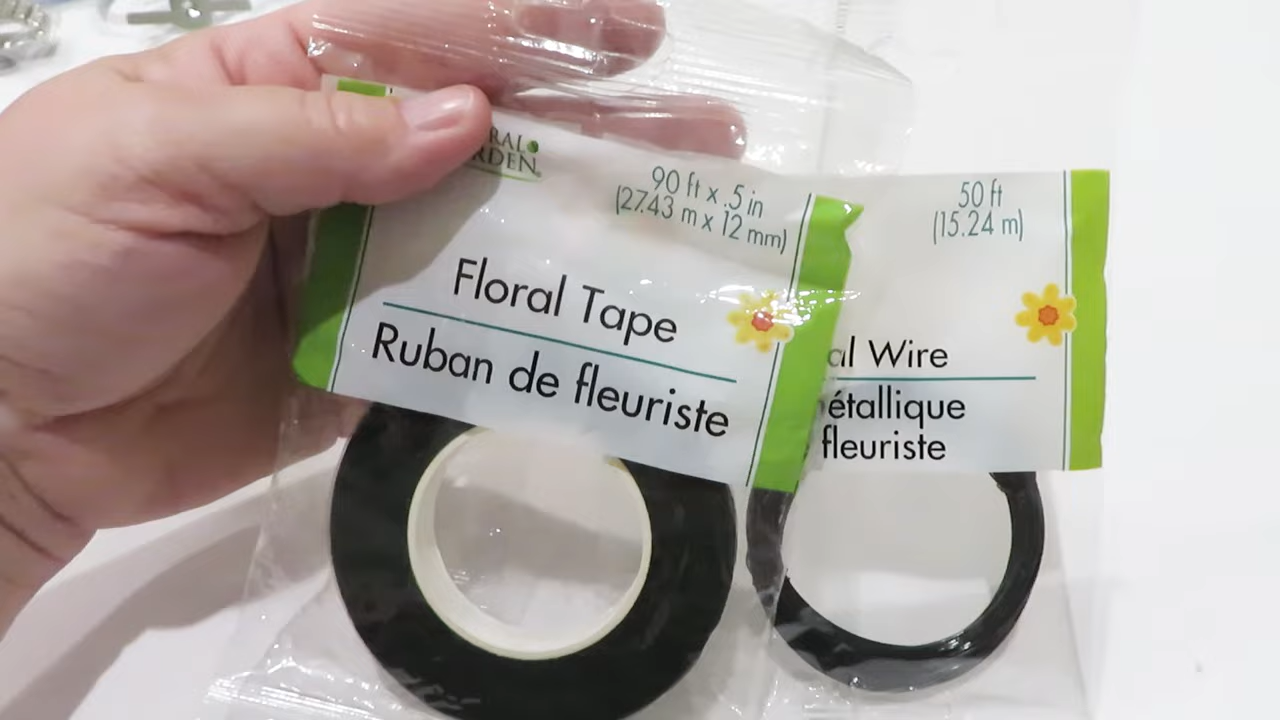 90 ft x .5 in
(27.43 m x 12 mm)
Floral Tape
Ruban de fleuriste
50 ft
(15.24 m)
al Wire
étallique
fleuriste